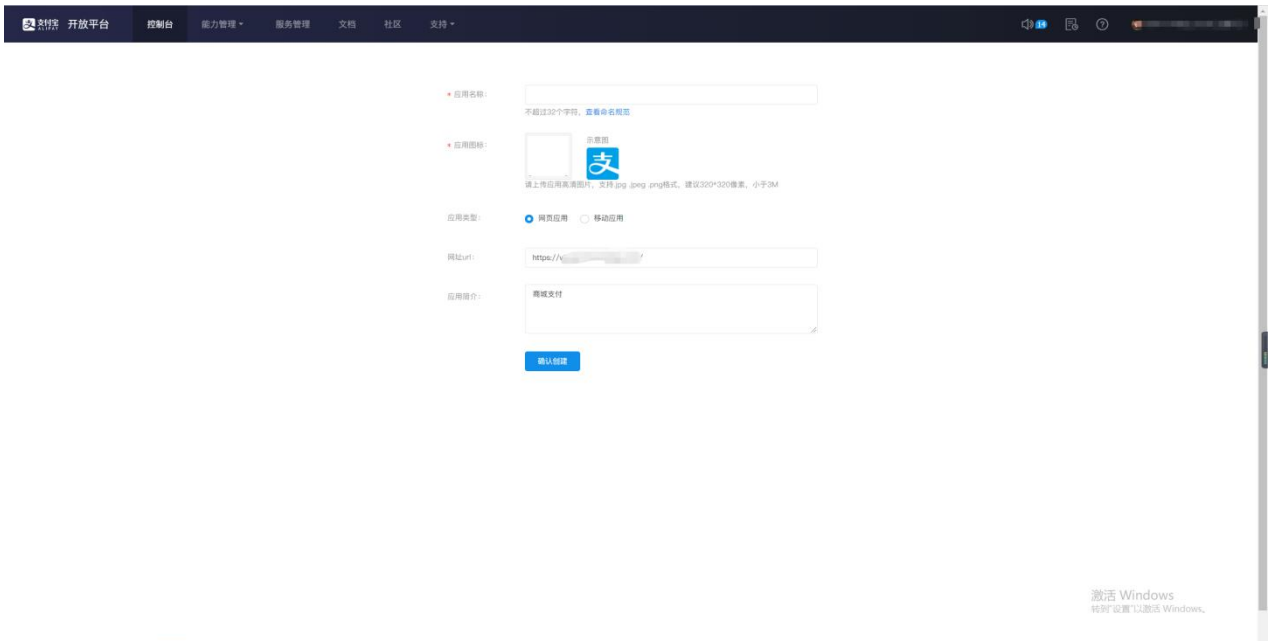 支付宝 开放平台 控制台 能力管理 服务管理 文档 社区 支持 14
ALIPAY
* 应用名称：
不超过32个字符，查看命名规范
* 应用图标： 示意图
支
请上传应用高清图片，支持.jpg .jpeg .png格式，建议320*320像素，小于3M
应用类型： 网页应用 移动应用
网址url： https://
应用简介： 商城支付
确认创建
激活 Windows
转到"设置"以激活 Windows。